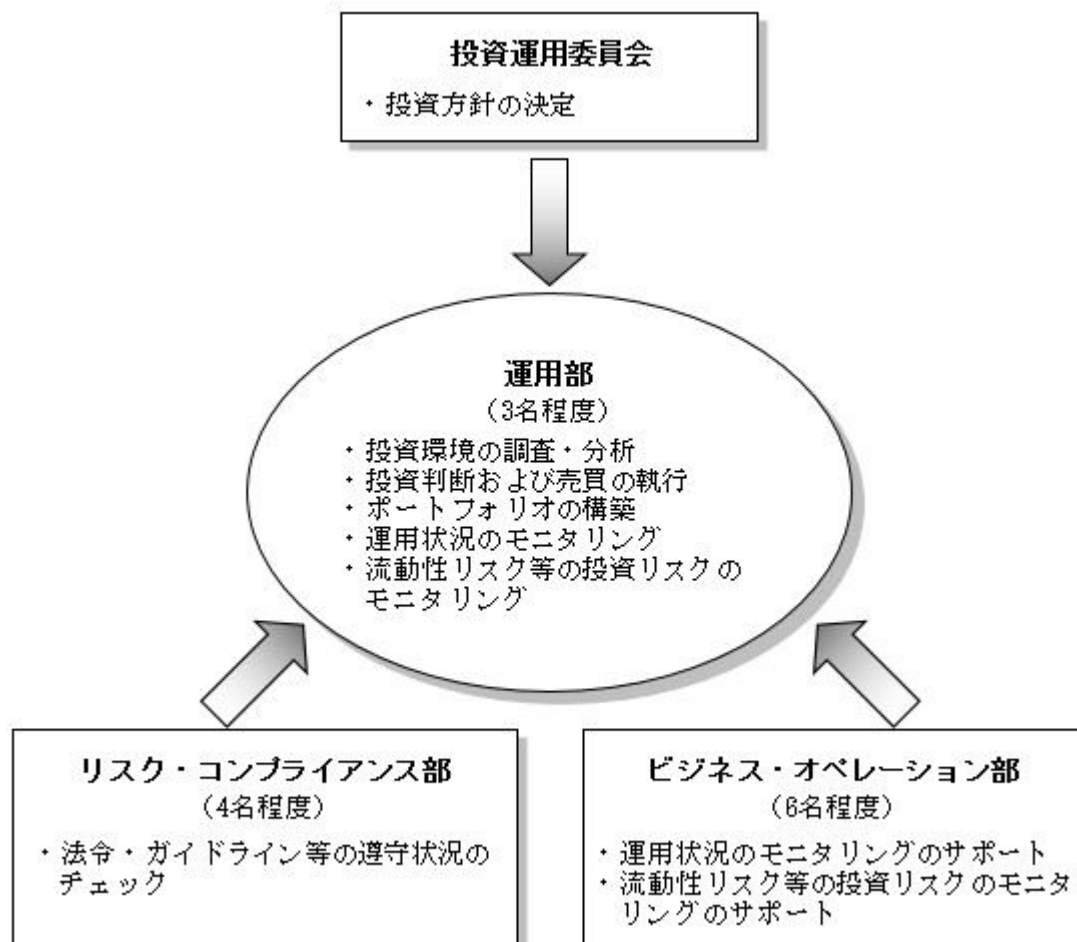 投資運用委員会
・投資方針の決定
運用部
(3名程度)
・投資環境の調査・分析
・投資判断および売買の執行
・ポートフォリオの構築
・運用状況のモニタリング
・流動性リスク等の投資リスクの
モニタリング
リスク・コンプライアンス部
(4名程度)
・法令・ガイドライン等の遵守状況の
チェック
ビジネス・オペレーション部
(6名程度)
・運用状況のモニタリングのサポート
・流動性リスク等の投資リスクのモニタ
リングのサポート